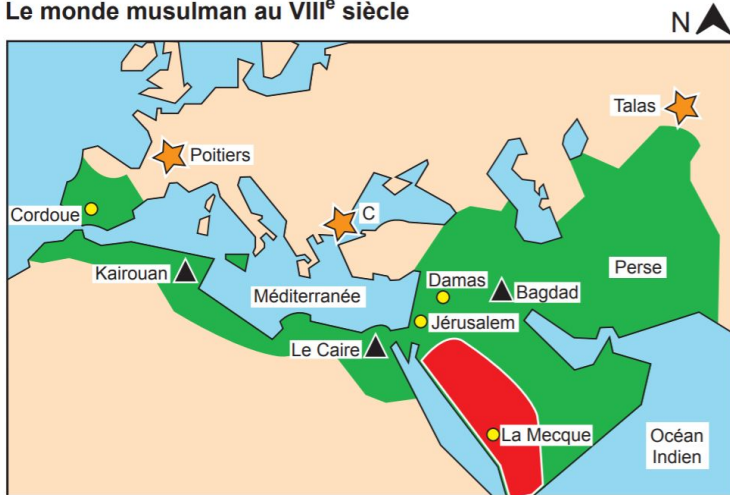 Le monde musulman au VIIIe siècle
N
Talas
Poitiers
Cordoue
C
Kairouan
Méditerranée
Damas
Bagdad
Perse
Jérusalem
Le Caire
La Mecque
Océan
Indien